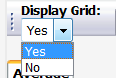 Display Grid:
Yes
Yes
No